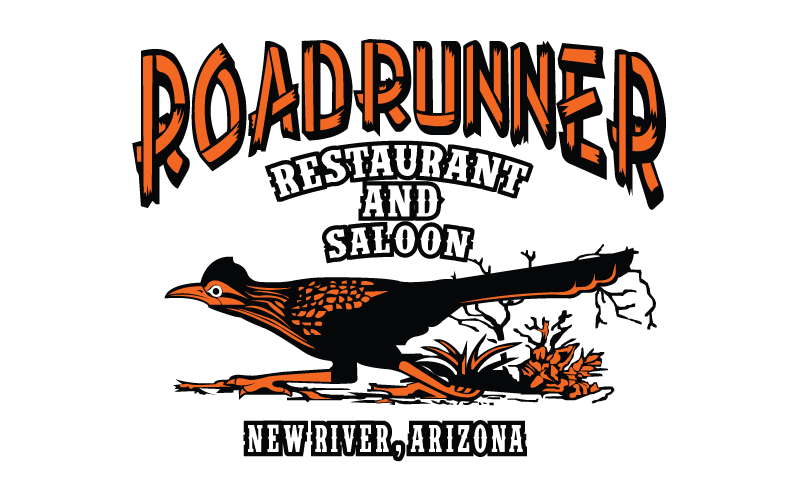 ROADRUNNER
RESTAURANT
AND
SALOON
NEW RIVER, ARIZONA